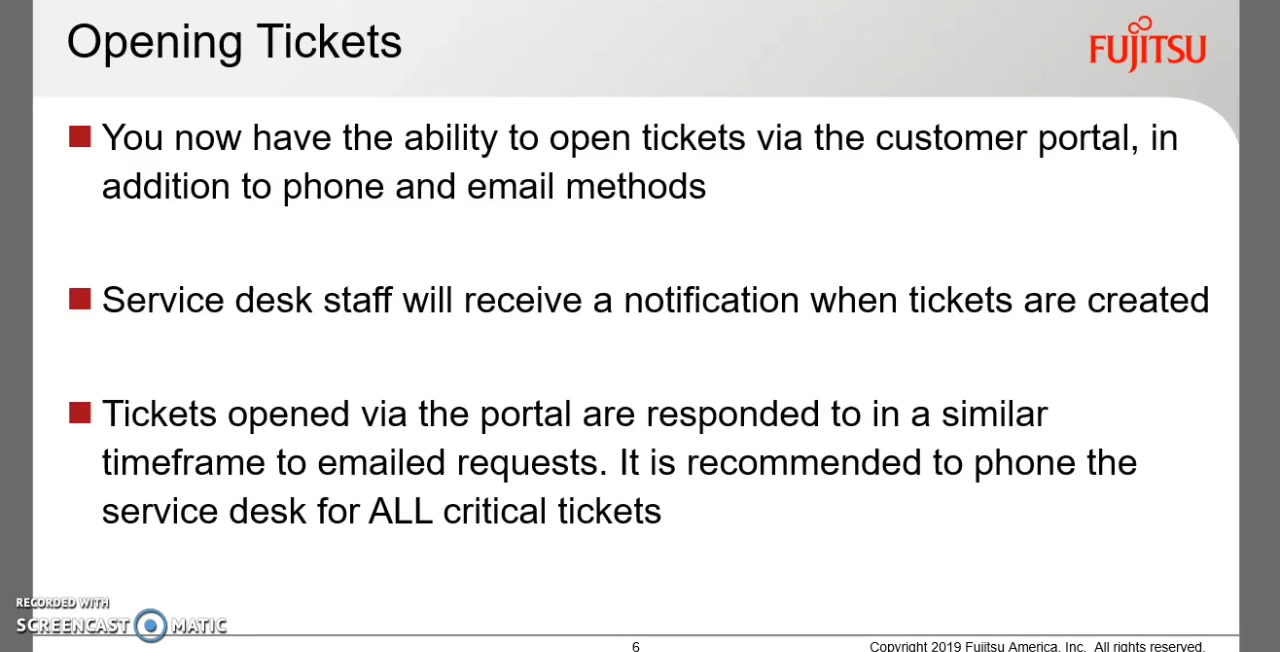 Opening Tickets
FUJITSU
You now have the ability to open tickets via the customer portal, in
addition to phone and email methods
Service desk staff will receive a notification when tickets are created
Tickets opened via the portal are responded to in a similar
timeframe to emailed requests. It is recommended to phone the
service desk for ALL critical tickets
RECORDED WITH
SCREENCAST MATIC
6
Copyright 2019 Fujitsu America, Inc. All rights reserved.